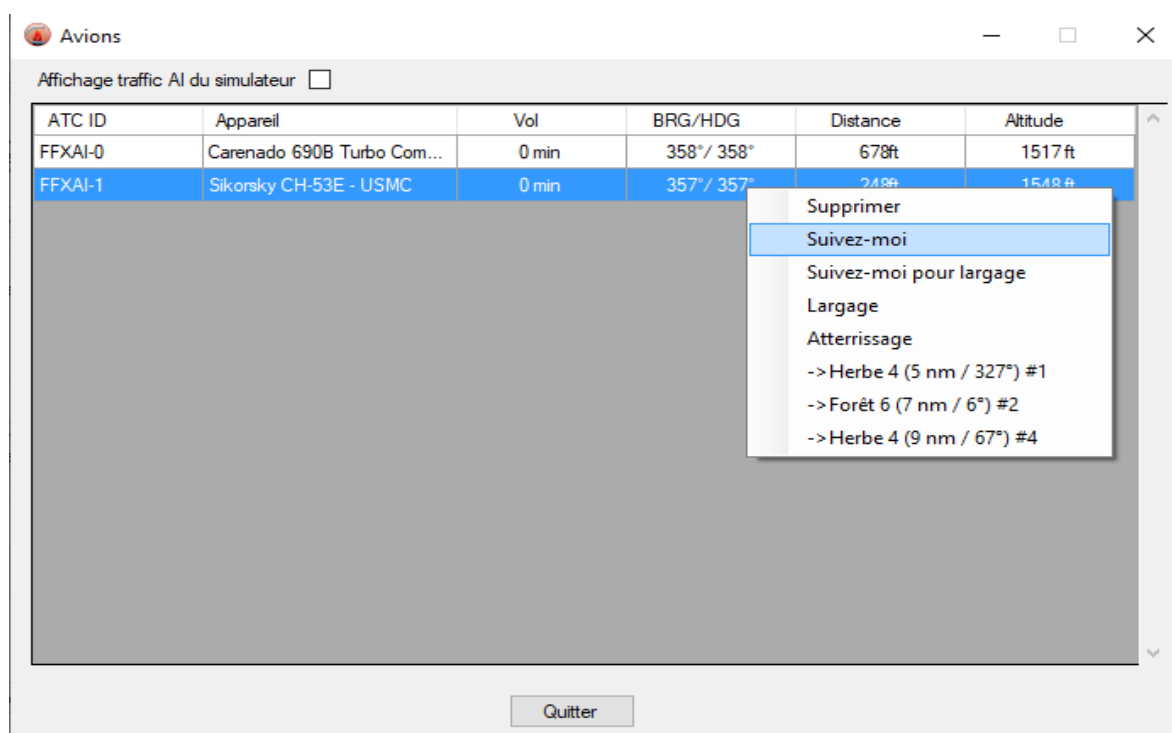 Avions
Affichage traffic AI du simulateur
ATC ID Appareil Vol BRG/HDG Distance Altitude
FFXAI-0 Carenado 690B Turbo Com... 0 min 358°/ 358° 678ft 1517 ft
FFXAI-1 Sikorsky CH-53E - USMC 0 min 357°/ 357° 248ft 1548 ft
Supprimer
Suivez-moi
Suivez-moi pour largage
Largage
Atterrissage
->Herbe 4 (5 nm / 327°) #1
->Forêt 6 (7 nm / 6°) #2
->Herbe 4 (9 nm / 67°) #4
Quitter